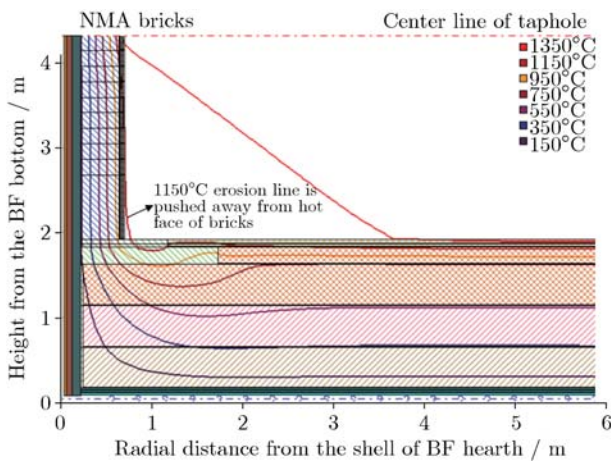 NMA bricks
Center line of taphole
1350°C
1150°C
950°C
750°C
550°C
350°C
150°C
1150°C erosion line is
pushed away from hot
face of bricks
Height from the BF bottom / m
4
3
2
1
0
0 1 2 3 4 5 6
Radial distance from the shell of BF hearth / m